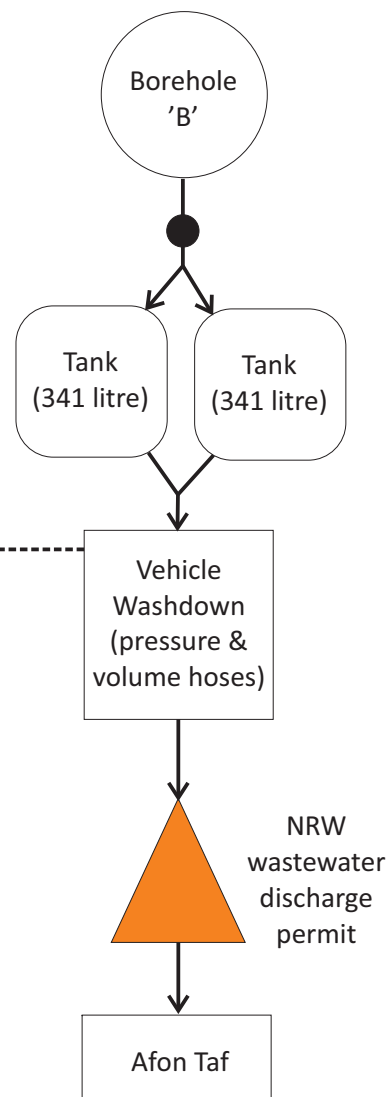 Borehole
’B’
Tank
(341 litre)
Tank
(341 litre)
Vehicle
Washdown
(pressure &
volume hoses)
NRW
wastewater
discharge
permit
Afon Taf